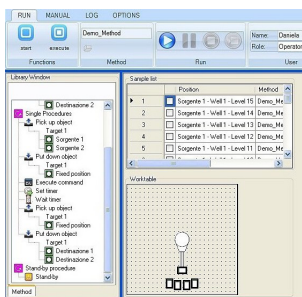 RUN MANUAL LOG OPTIONS
start execute
Functions
Demo_Method
Method
Run
Name: Daniela
Role: Operator
User
Library Window
Destinazione 2
Single Procedures
Pick up object
Target 1
Sorgente 1
Sorgente 2
Put down object
Target 1
Fixed position
Execute command
Set timer
Wait timer
Pick up object
Target 1
Fixed position
Put down object
Target 1
Destinazione 1
Destinazione 2
Stand-by procedure
Stand-by
Method
Sample list
Position Method
1 Sorgente 1 - Well 1 - Level 15 Demo_Me
2 Sorgente 1 - Well 1 - Level 14 Demo_Me
3 Sorgente 1 - Well 1 - Level 13 Demo_Me
4 Sorgente 1 - Well 1 - Level 12 Demo_Me
5 Sorgente 1 - Well 1 - Level 11 Demo_Me
Worktable